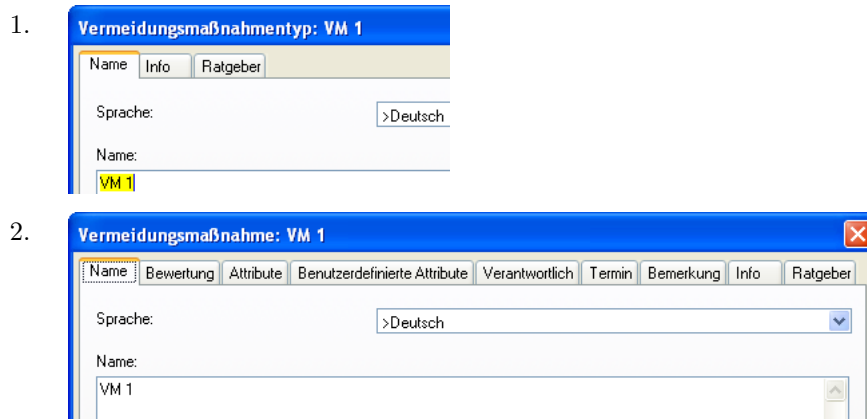 1. Vermeidungsmaßnahmentyp: VM 1
Name Info Ratgeber
Sprache: >Deutsch
Name:
VM 1
2. Vermeidungsmaßnahme: VM 1
Name Bewertung Attribute Benutzerdefinierte Attribute Verantwortlich Termin Bemerkung Info Ratgeber
Sprache: >Deutsch
Name:
VM 1